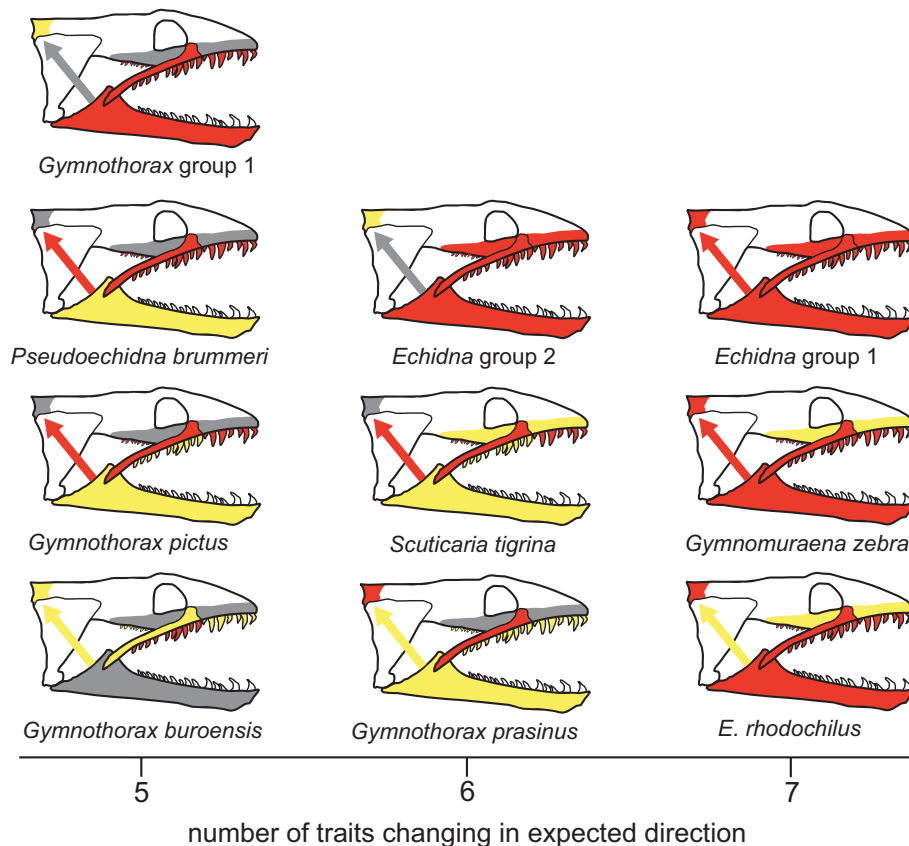 Gymnothorax group 1
Pseudoechidna brummeri
Echidna group 2
Echidna group 1
Gymnothorax pictus
Scuticaria tigrina
Gymnomuraena zebra
Gymnothorax buroensis
Gymnothorax prasinus
E. rhodochilus
5
6
7
number of traits changing in expected direction